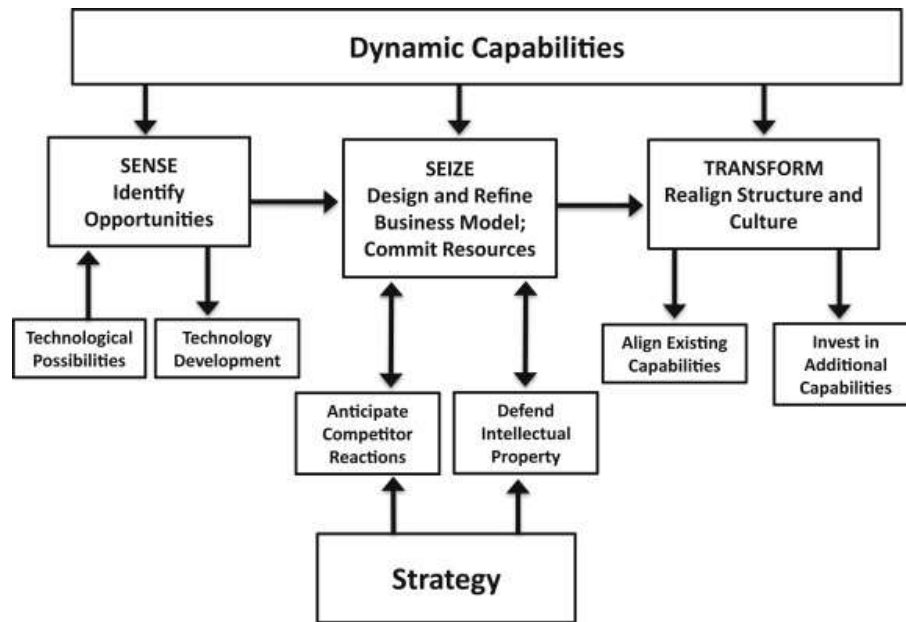 Dynamic Capabilities
SENSE
Identify
Opportunities
SEIZE
Design and Refine
Business Model;
Commit Resources
TRANSFORM
Realign Structure and
Culture
Technological
Possibilities
Technology
Development
Align Existing
Capabilities
Invest in
Additional
Capabilities
Anticipate
Competitor
Reactions
Defend
Intellectual
Property
Strategy